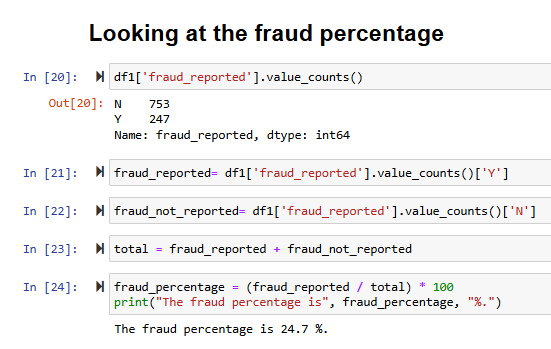 Looking at the fraud percentage
In [20]: df1['fraud_reported'].value_counts()
Out[20]: N    753
Y    247
Name: fraud_reported, dtype: int64
In [21]: fraud_reported= df1['fraud_reported'].value_counts()['Y']
In [22]: fraud_not_reported= df1['fraud_reported'].value_counts()['N']
In [23]: total = fraud_reported + fraud_not_reported
In [24]: fraud_percentage = (fraud_reported / total) * 100
print("The fraud percentage is", fraud_percentage, "%.")
The fraud percentage is 24.7 %.